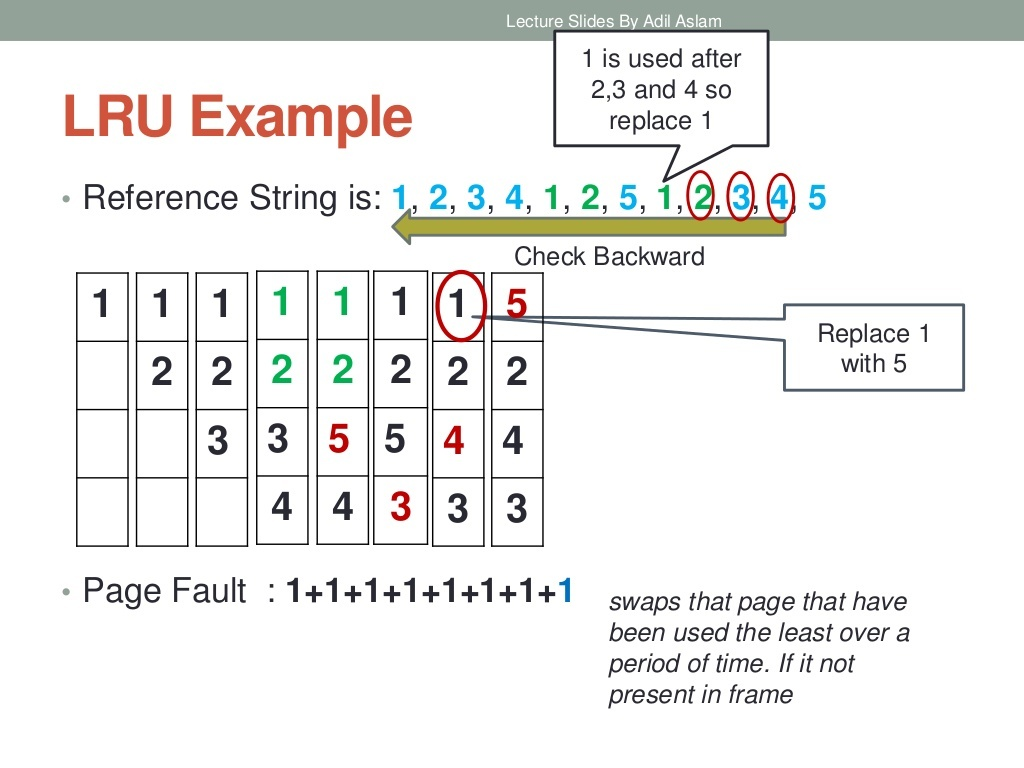 Lecture Slides By Adil Aslam
1 is used after
2,3 and 4 so
replace 1
LRU Example
• Reference String is: 1, 2, 3, 4, 1, 2, 5, 1, 2, 3, 4, 5
Check Backward
1 1 1 1 1 1 1 5
2 2 2 2 2 2 2
3 3 5 5 4 4
4 4 3 3 3
Replace 1
with 5
• Page Fault : 1+1+1+1+1+1+1+1
swaps that page that have
been used the least over a
period of time. If it not
present in frame